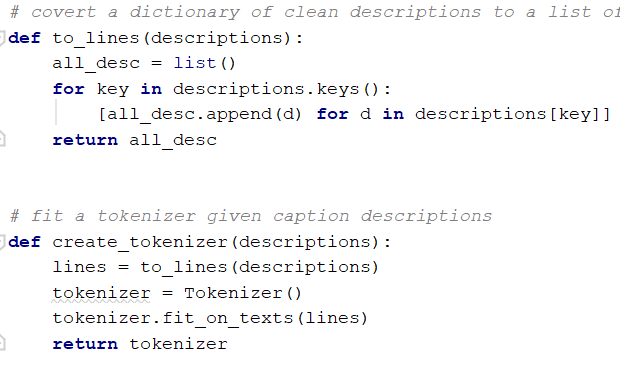 # covert a dictionary of clean descriptions to a list of
def to_lines(descriptions):
    all_desc = list()
    for key in descriptions.keys():
        [all_desc.append(d) for d in descriptions[key]]
    return all_desc
# fit a tokenizer given caption descriptions
def create_tokenizer(descriptions):
    lines = to_lines(descriptions)
    tokenizer = Tokenizer()
    tokenizer.fit_on_texts(lines)
    return tokenizer